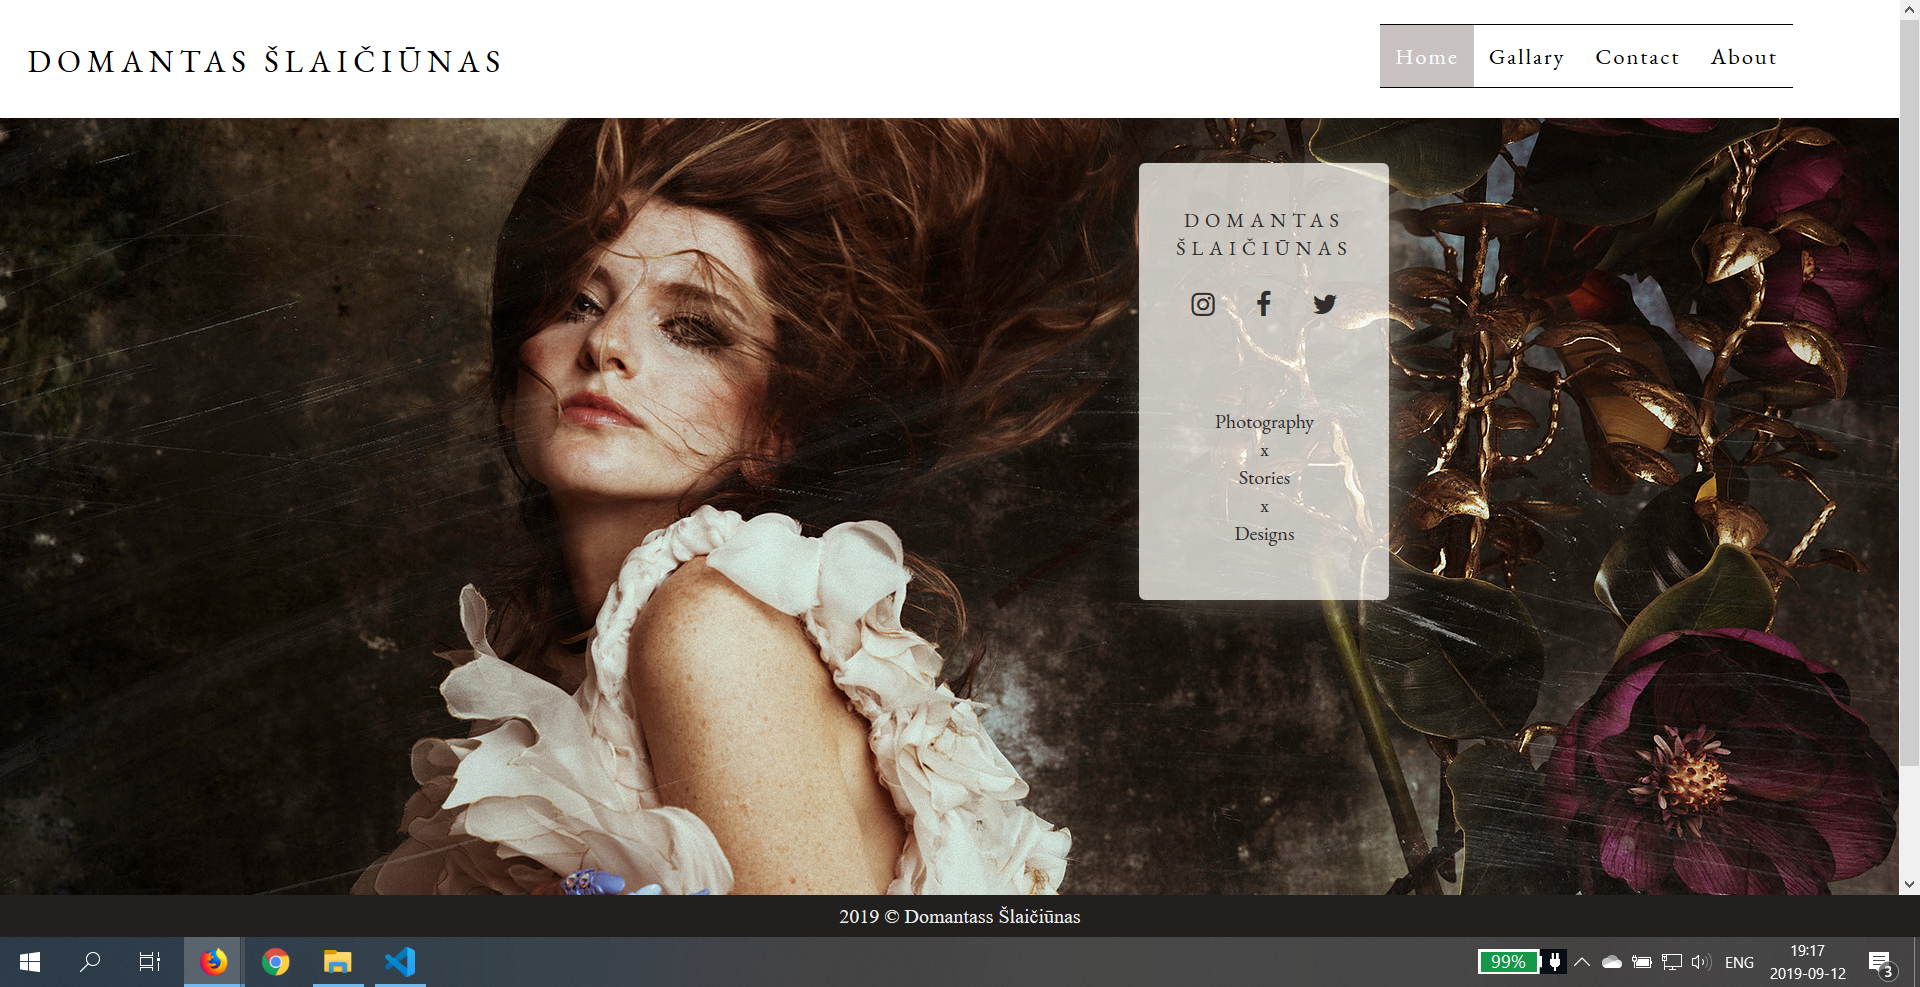 DOMANTAS ŠLAIČIŪNAS
Home Gallary Contact About
DOMANTAS
ŠLAIČIŪNAS
Photography
x
Stories
x
Designs
2019 © Domantass Šlaičiūnas
99%
ENG
19:17
2019-09-12
3